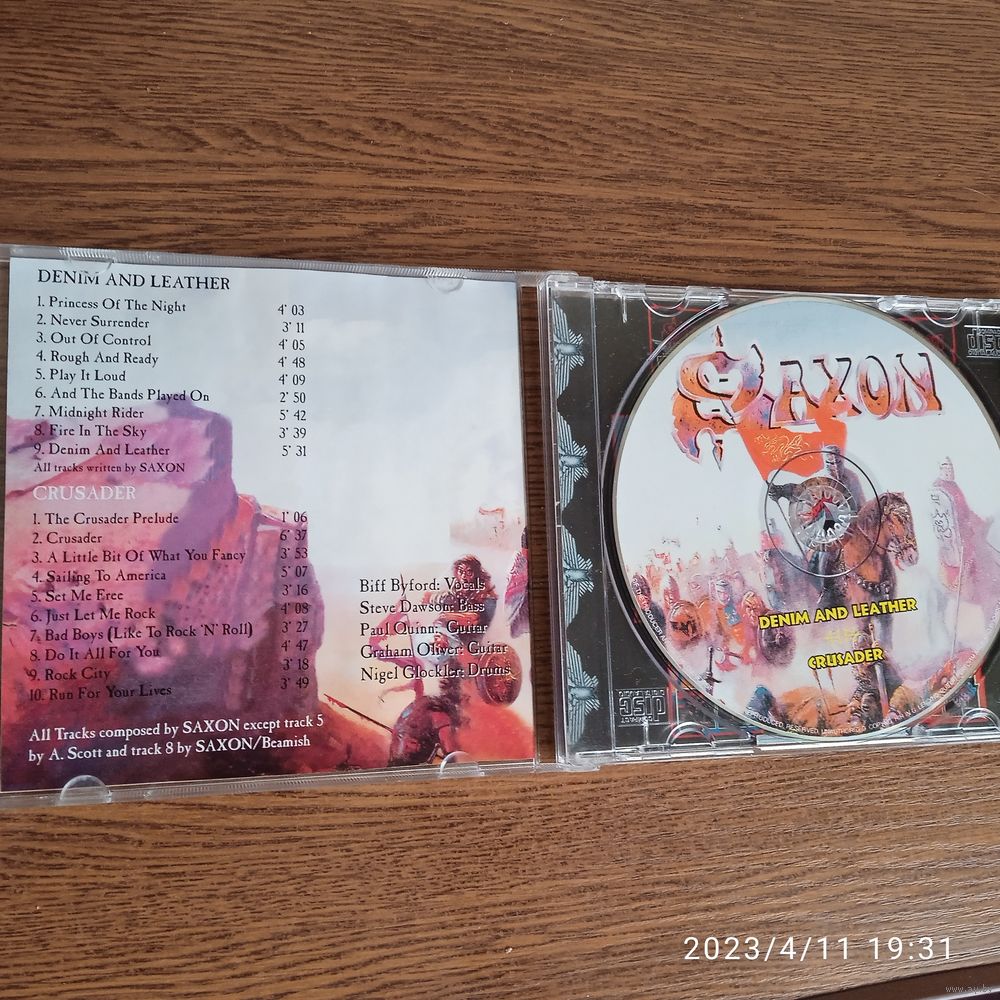 DENIM AND LEATHER
1. Princess Of The Night 4' 03
2. Never Surrender 3' 11
3. Out Of Control 4' 05
4. Rough And Ready 4' 48
5. Play It Loud 4' 09
6. And The Bands Played On 2' 50
7. Midnight Rider 5' 42
8. Fire In The Sky 3' 39
9. Denim And Leather 5' 31
All tracks written by SAXON
CRUSADER
1. The Crusader Prelude 1' 06
2. Crusader 6' 37
3. A Little Bit Of What You Fancy 3' 53
4. Sailing To America 5' 07
5. Set Me Free 3' 16
6. Just Let Me Rock 4' 08
7. Bad Boys (Like To Rock 'N' Roll) 3' 27
8. Do It All For You 4' 47
9. Rock City 3' 18
10. Run For Your Lives 3' 49
All Tracks composed by SAXON except track 5
by A. Scott and track 8 by SAXON/Beamish
Biff Byford: Vocals
Steve Dawson: Bass
Paul Quinn: Guitar
Graham Oliver: Guitar
Nigel Glockler: Drums
SAXON
DENIM AND LEATHER
CRUSADER
2023/4/11 19:31